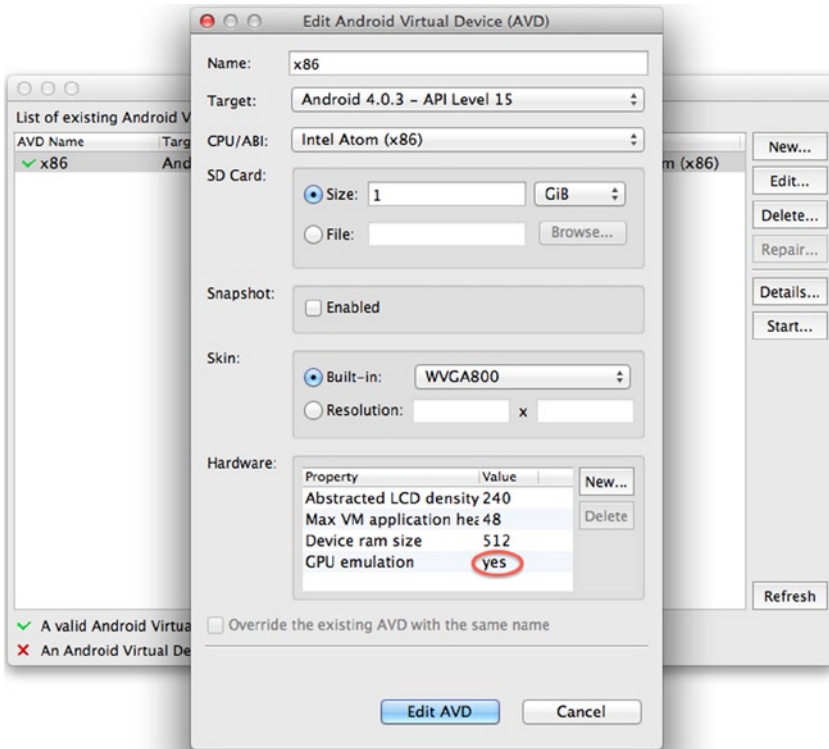 Edit Android Virtual Device (AVD)
Name: x86
Target: Android 4.0.3 - API Level 15
CPU/ABI: Intel Atom (x86)
SD Card:
Size: 1 GiB
File: Browse...
Snapshot:
Enabled
Skin:
Built-in: WVGA800
Resolution: x
Hardware:
Property Value
Abstracted LCD density 240
Max VM application hea 48
Device ram size 512
GPU emulation yes
New...
Delete
Override the existing AVD with the same name
Edit AVD Cancel
List of existing Android V
AVD Name Targ
x86 And m (x86)
New...
Edit...
Delete...
Repair...
Details...
Start...
Refresh
A valid Android Virtua
An Android Virtual De